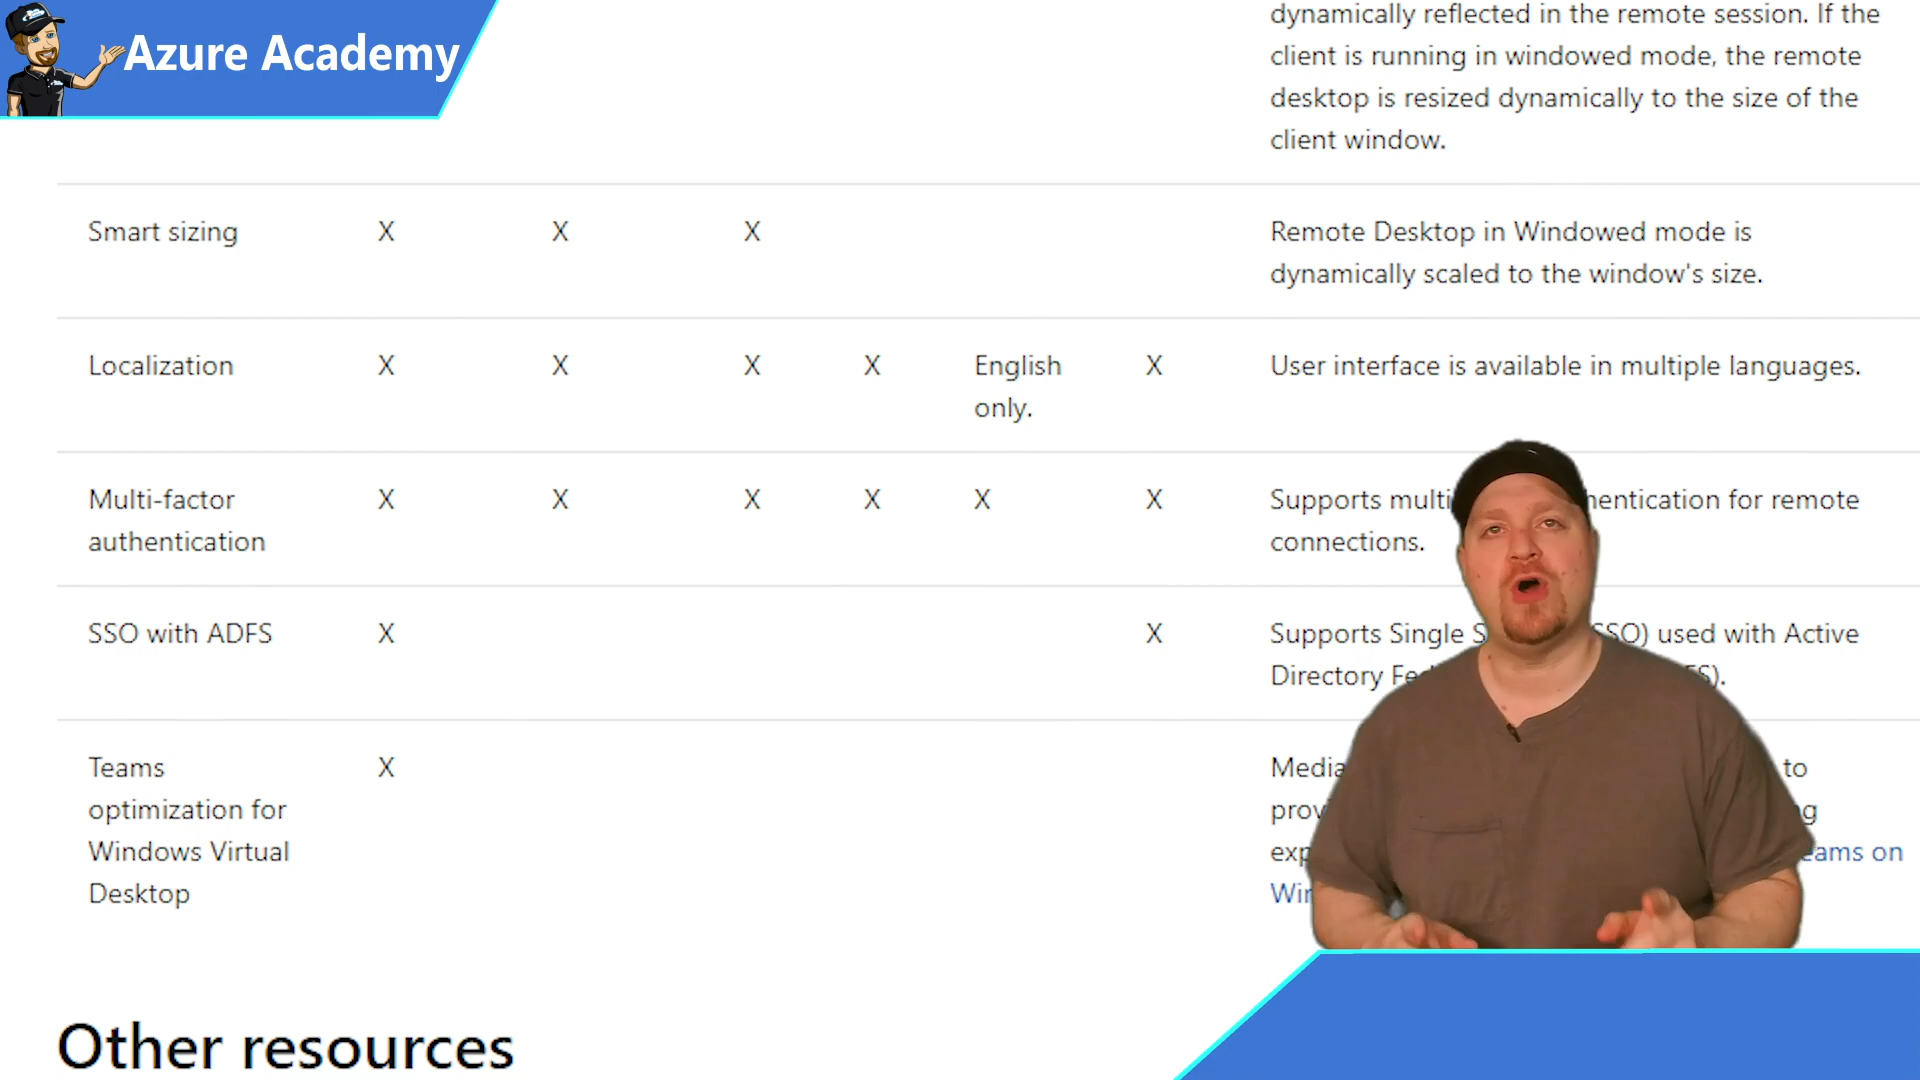 Azure Academy
dynamically reflected in the remote session. If the
client is running in windowed mode, the remote
desktop is resized dynamically to the size of the
client window.
Smart sizing X X X Remote Desktop in Windowed mode is
dynamically scaled to the window's size.
Localization X X X X English X User interface is available in multiple languages.
only.
Multi-factor X X X X X X Supports for remote
authentication connections.
SSO with ADFS X X Supports Single used with Active
Directory
Teams X Media to
optimization for
Windows Virtual on
Desktop
Other resources